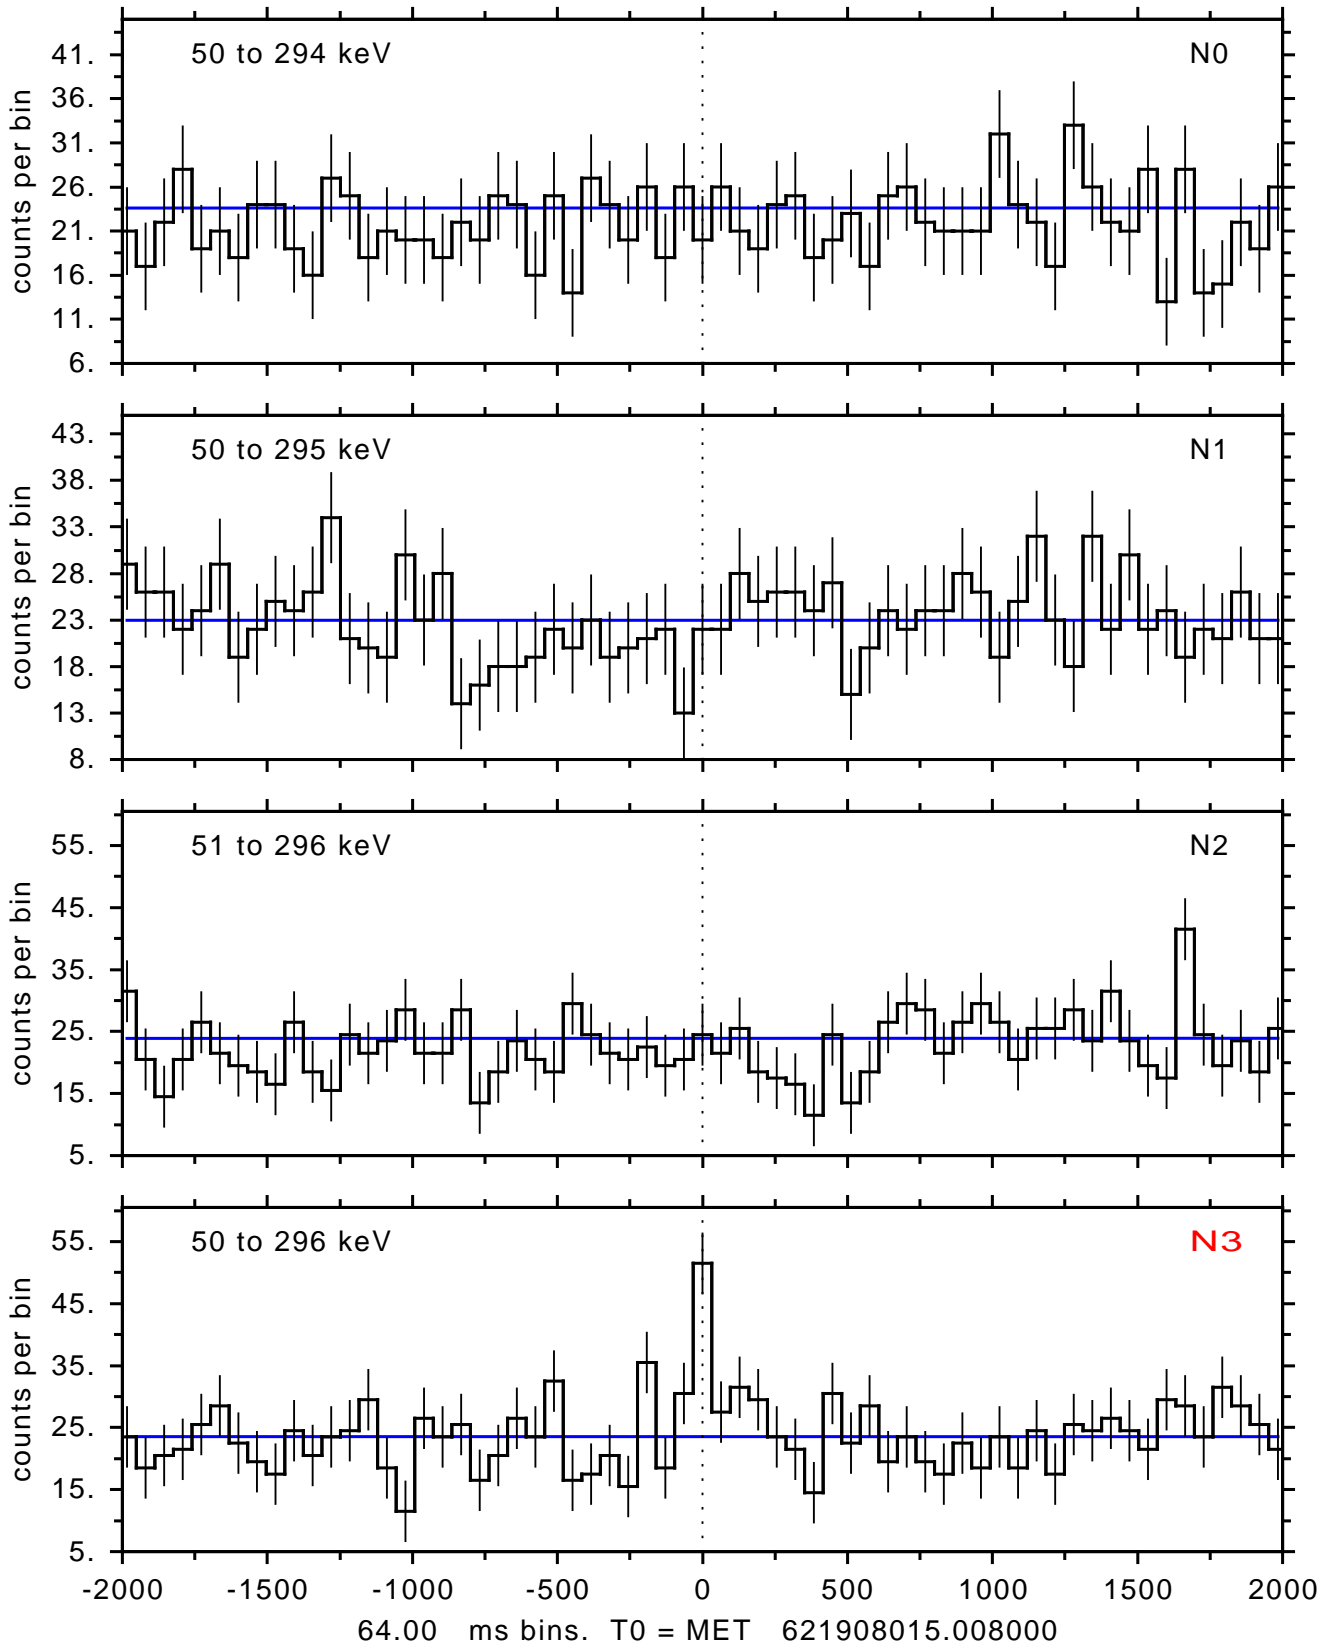 50 to 294 keV N0
counts per bin
41.
36.
31.
26.
21.
16.
11.
6.
50 to 295 keV N1
counts per bin
43.
38.
33.
28.
23.
18.
13.
8.
51 to 296 keV N2
counts per bin
55.
45.
35.
25.
15.
5.
50 to 296 keV N3
counts per bin
55.
45.
35.
25.
15.
5.
-2000 -1500 -1000 -500 0 500 1000 1500 2000
64.00 ms bins. T0 = MET 621908015.008000